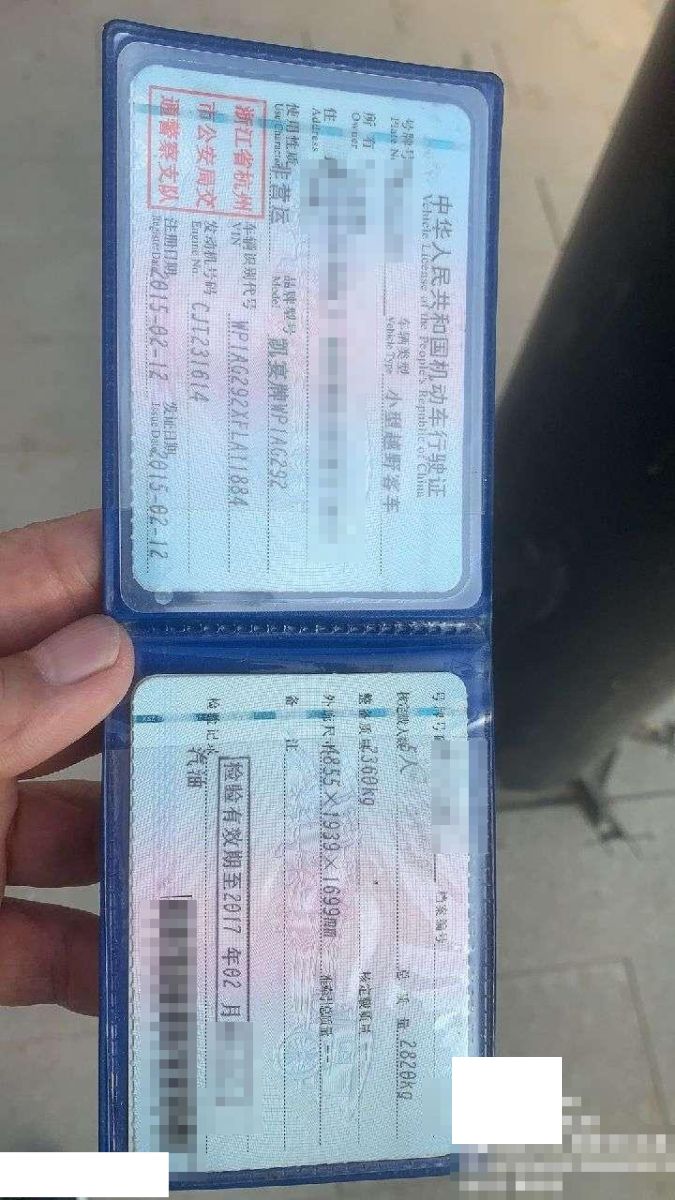 中华人民共和国机动车行驶证
Vehicle License of the People's Republic of China
号牌号
Plate No.
车辆类型
Vehicle Type
小型越野客车
所有
Owner
住
Address
使用性质
Use Character
非营运
品牌型号
Model
凯宴牌WP1AG292
浙江省杭州
市公安局交
通警察支队
车辆识别代号
VIN
WP1AG292XFLA11884
发动机号码
Engine No.
CJT231614
注册日期
Register Date
2015-02-12
发证日期
Issue Date
2015-02-12
号牌号
档案编号
核定载人数
5人
总质量
2820kg
整备质量
2360kg
核定载质量
--
外廓尺寸
4855×1939×1699mm
准牵引总质量
--
备注
检验记录
汽油
检验有效期至2017年02月